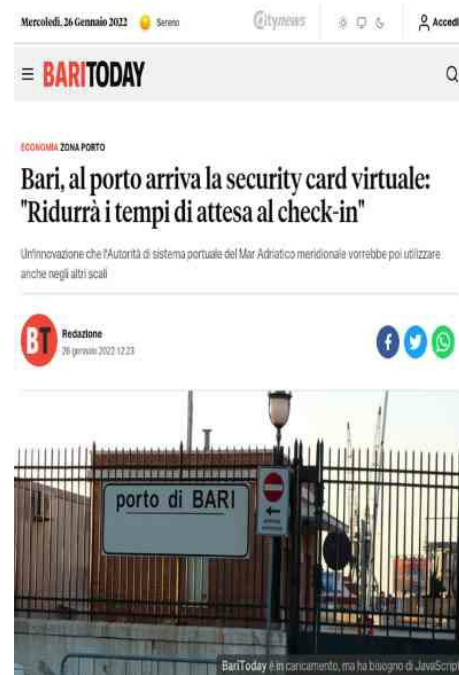 Mercoledì, 26 Gennaio 2022 Sereno
Citynews
Accedi
BARITODAY
ECONOMIA ZONA PORTO
Bari, al porto arriva la security card virtuale:
"Ridurrà i tempi di attesa al check-in"
Un'innovazione che l'Autorità di sistema portuale del Mar Adriatico meridionale vorrebbe poi utilizzare
anche negli altri scali
BT
Redazione
26 gennaio 2022 12:23
porto di BARI
BariToday è in caricamento, ma ha bisogno di JavaScript